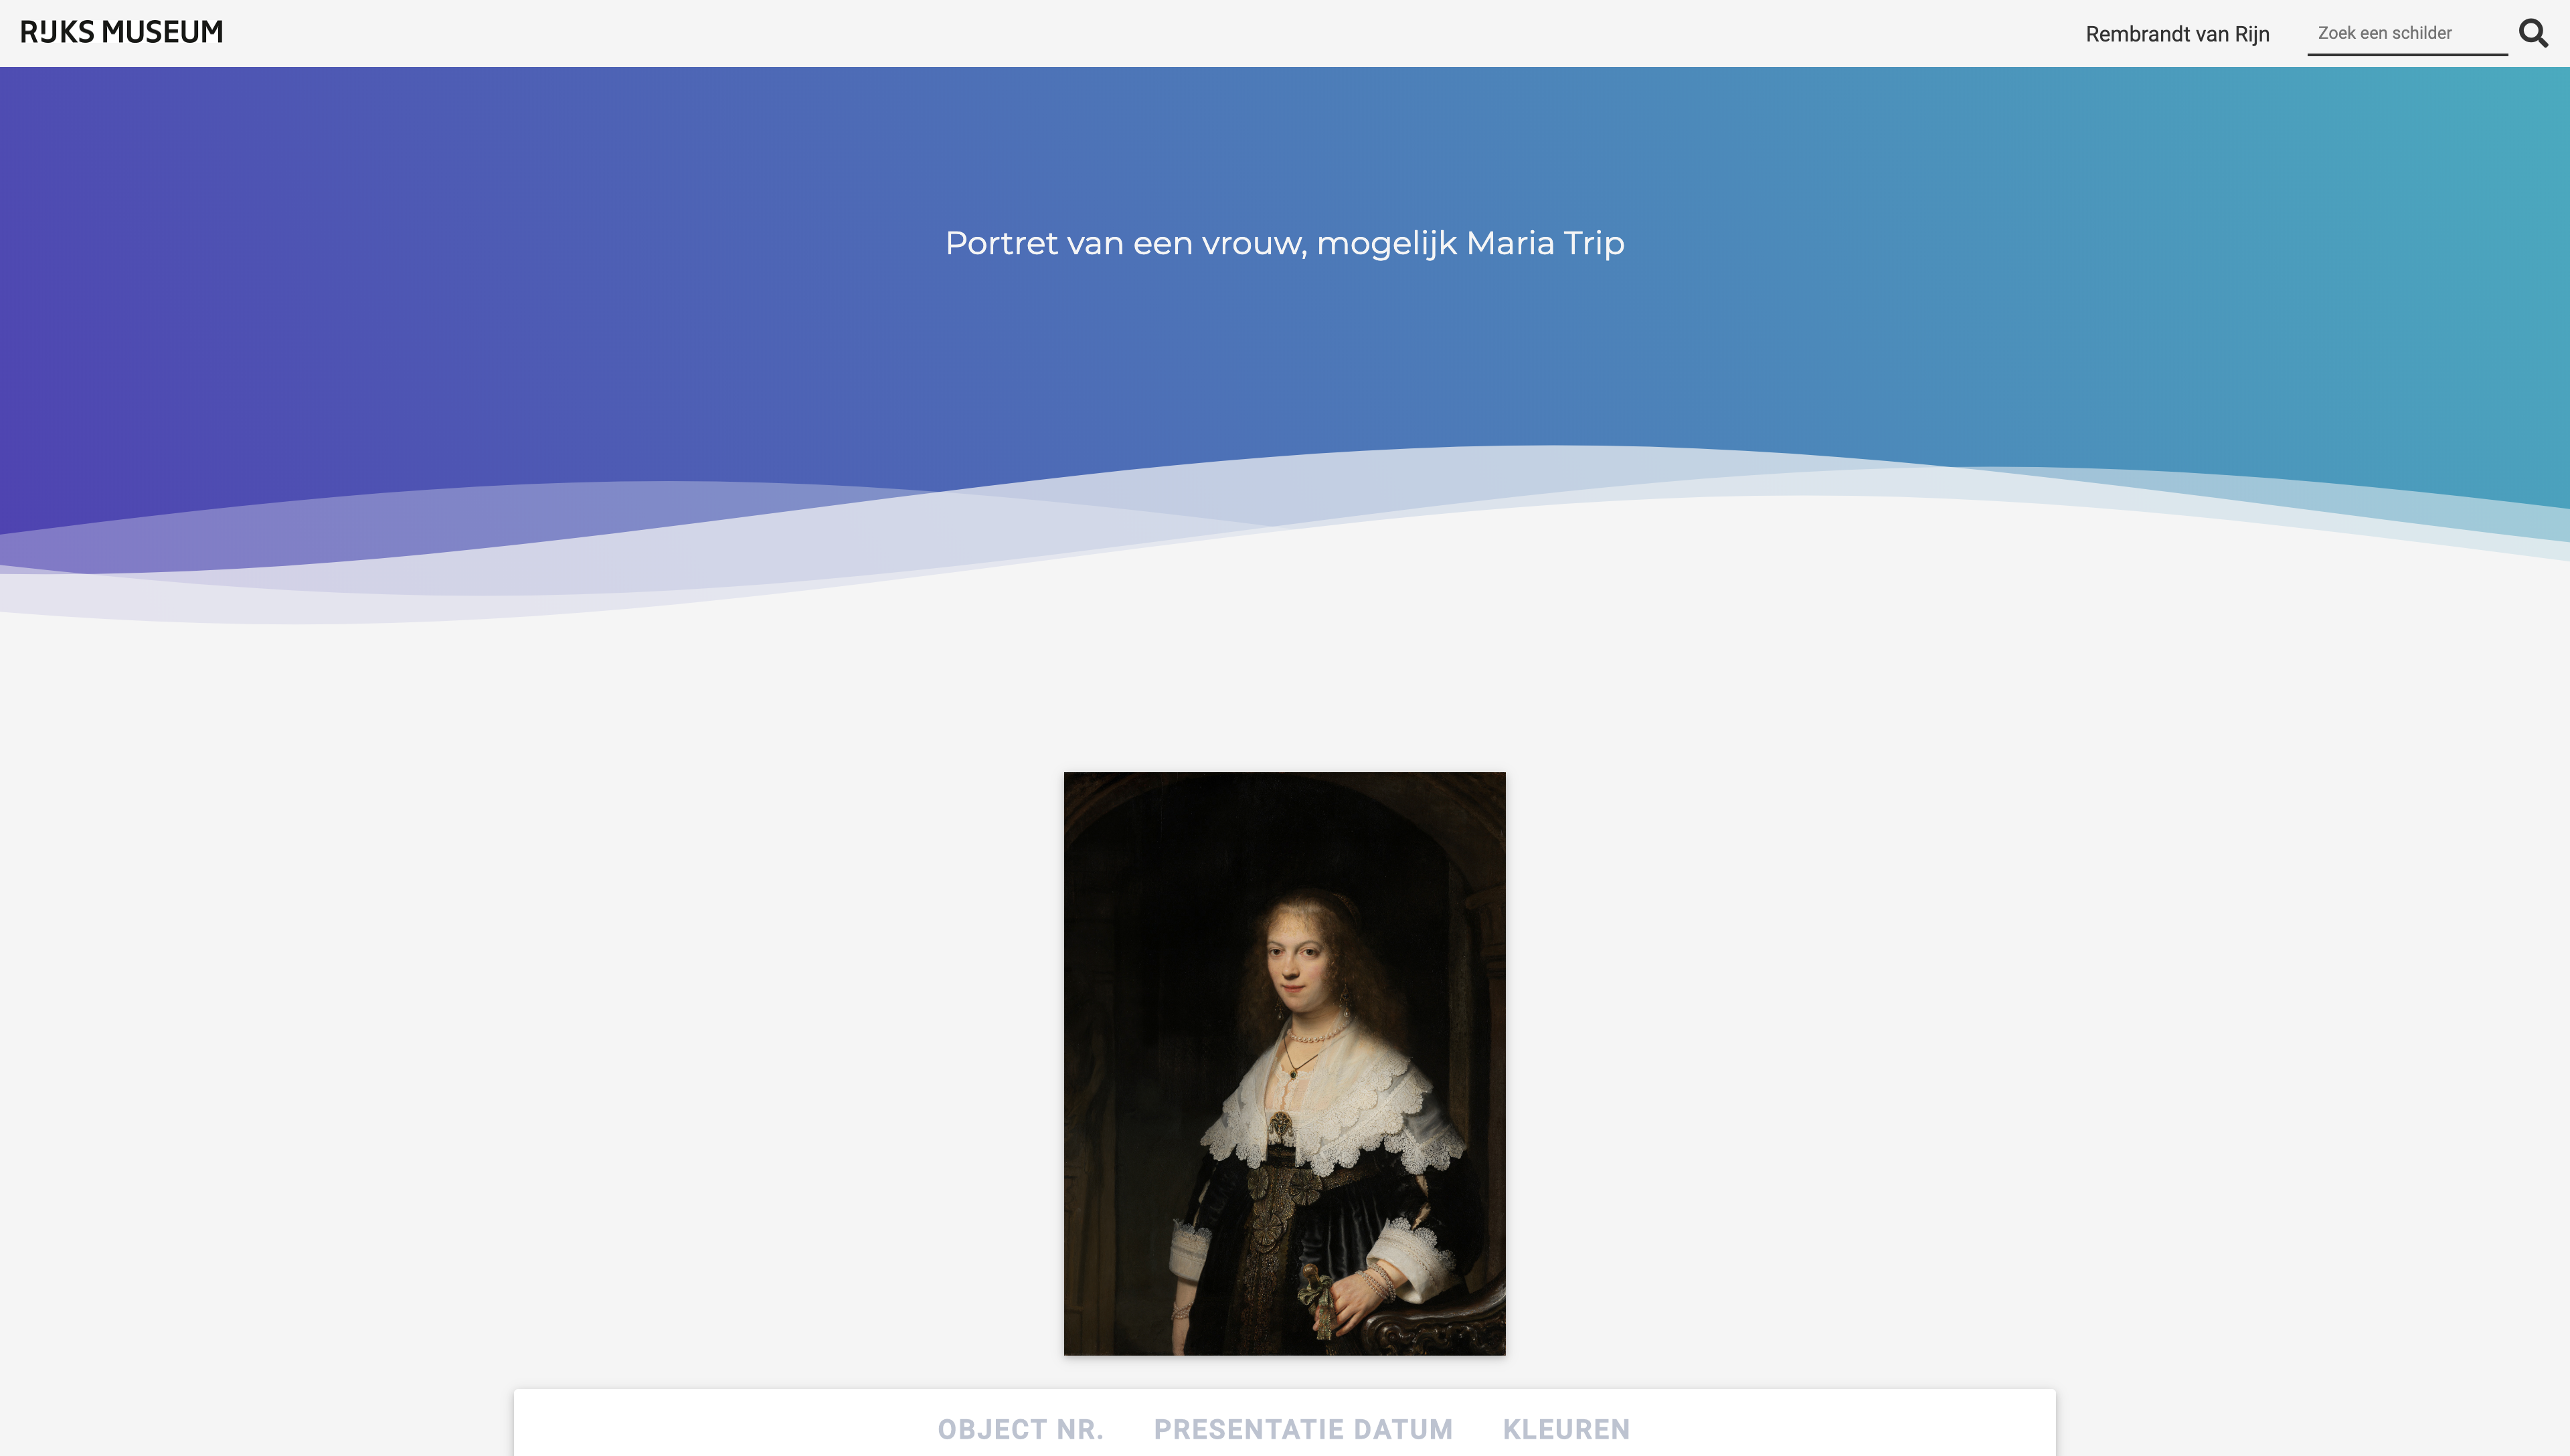 RIJKS MUSEUM
Rembrandt van Rijn
Zoek een schilder
Portret van een vrouw, mogelijk Maria Trip
OBJECT NR. PRESENTATIE DATUM KLEUREN